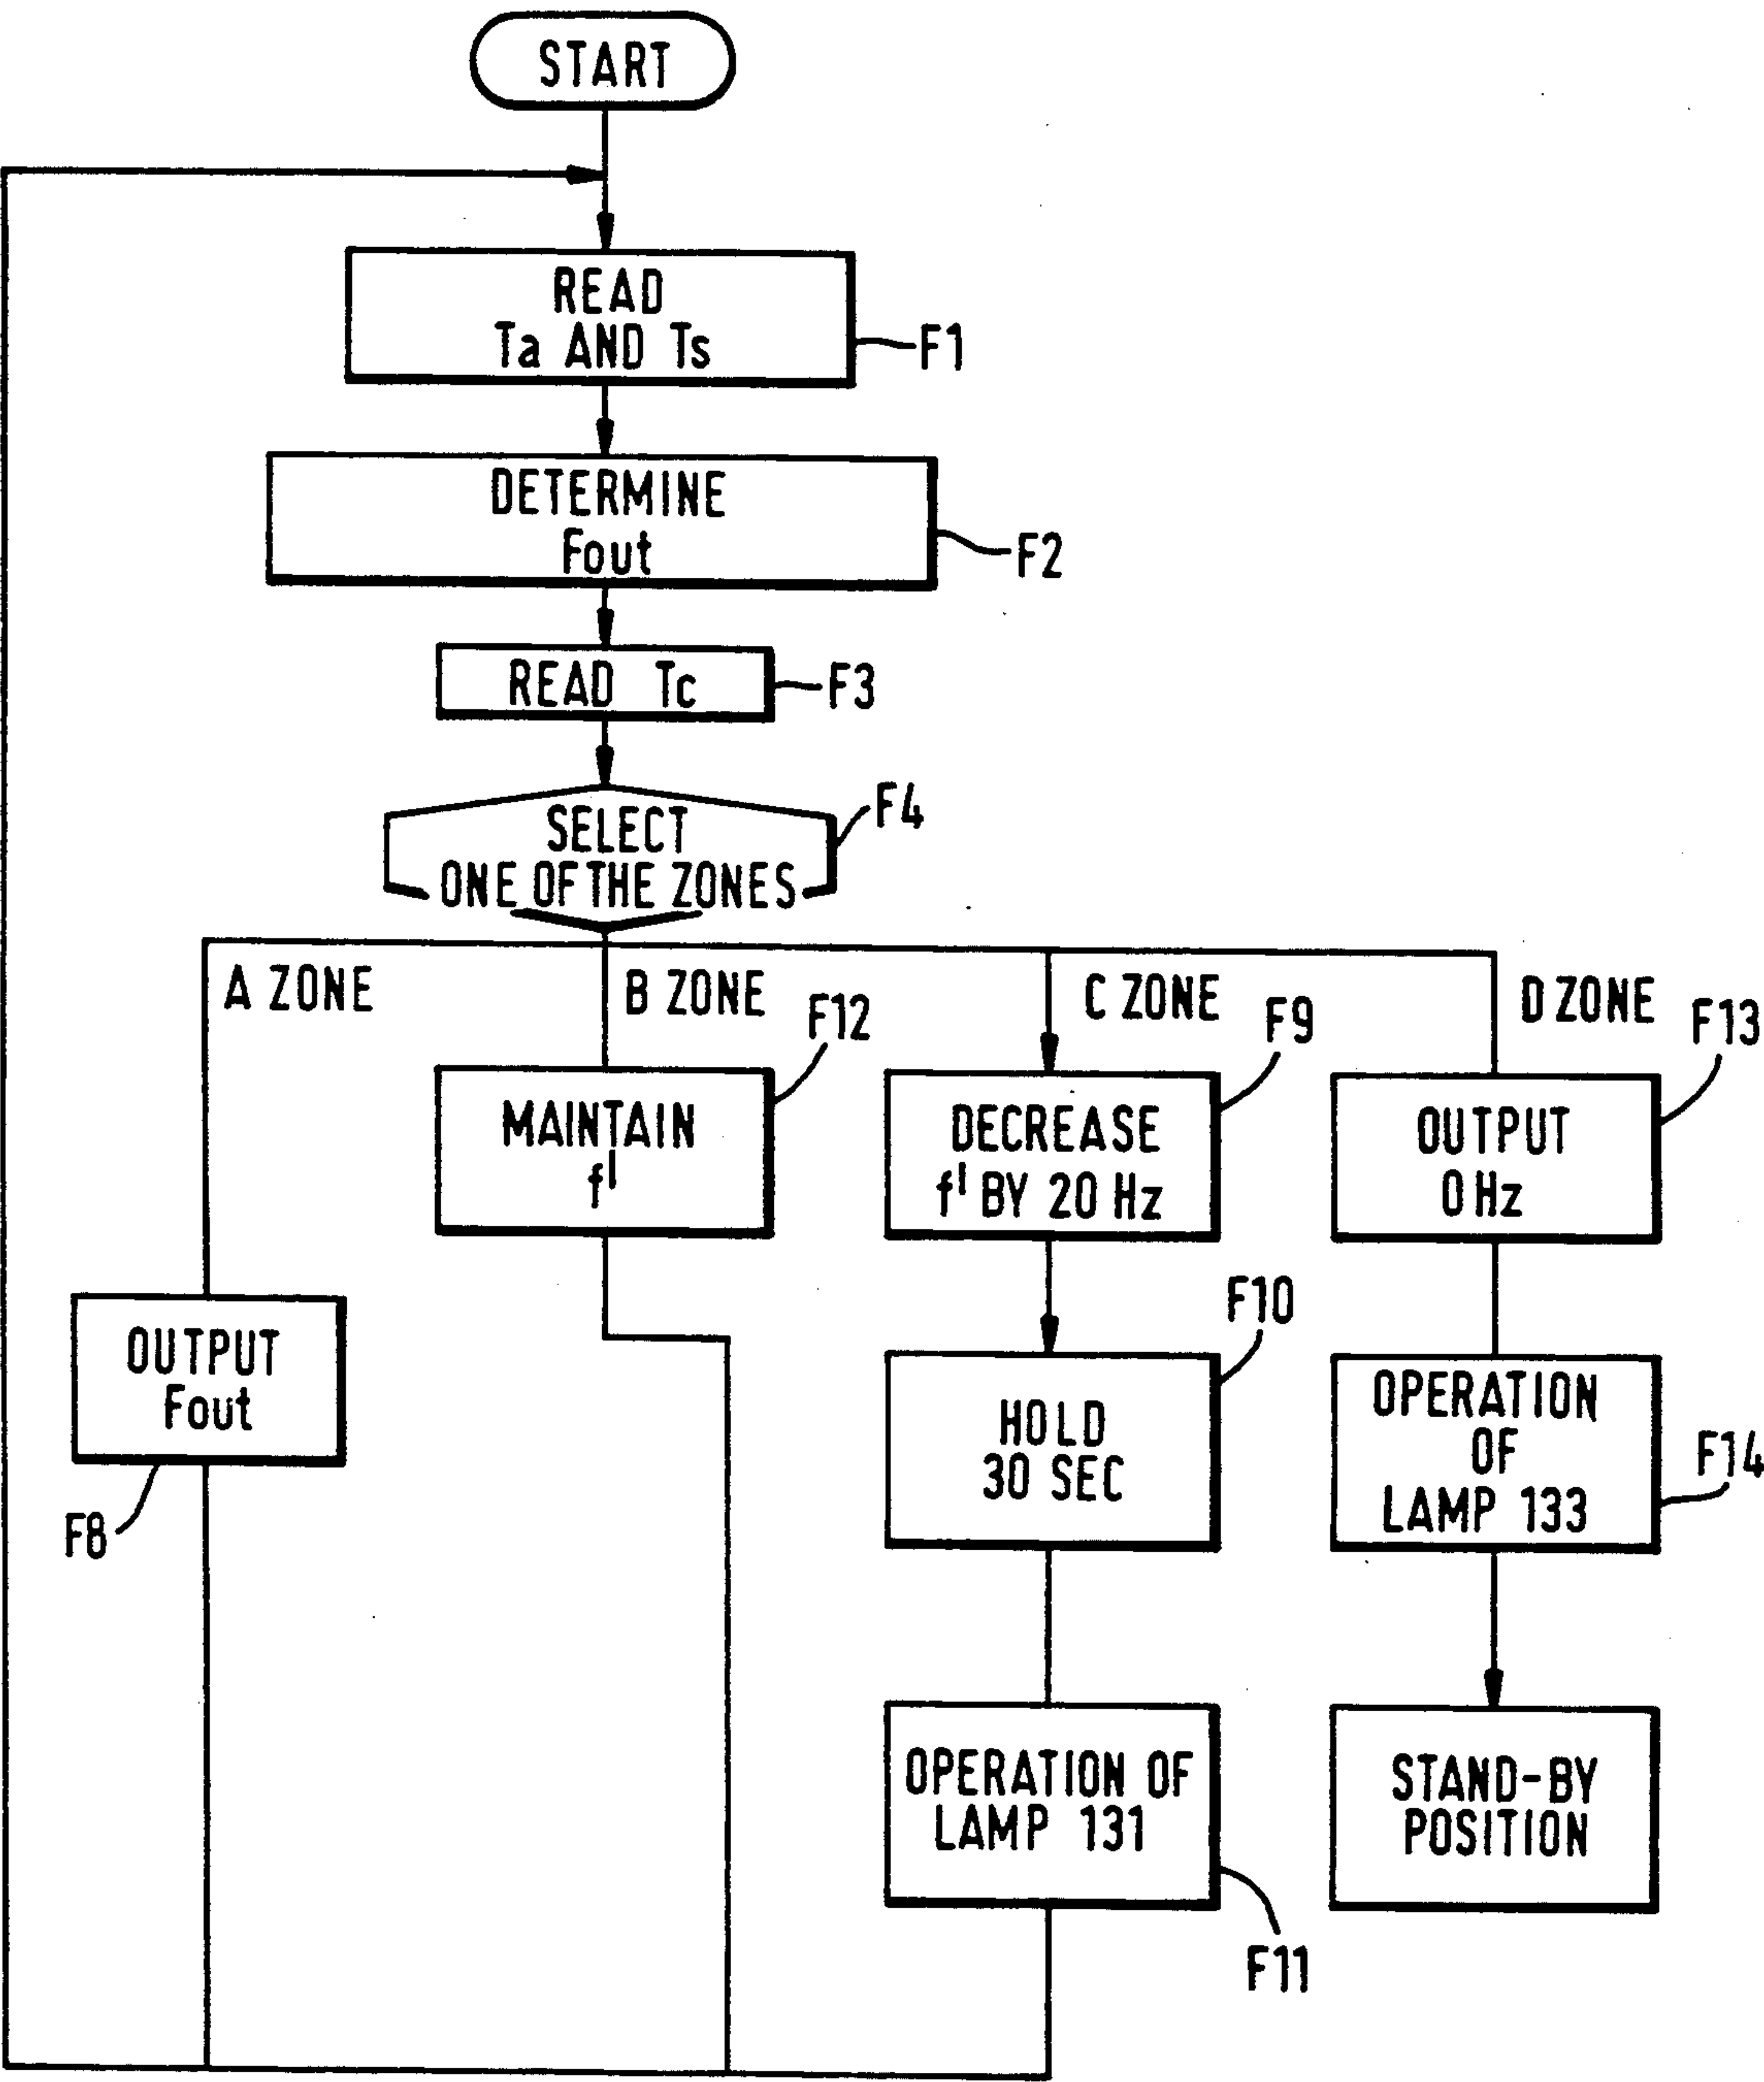 START
READ
Ta AND Ts
F1
DETERMINE
Fout
F2
READ Tc
F3
SELECT
ONE OF THE ZONES
F4
A ZONE
B ZONE
C ZONE
D ZONE
F12
F9
F13
MAINTAIN
f'
DECREASE
f' BY 20 Hz
OUTPUT
0 Hz
OUTPUT
Fout
F8
F10
HOLD
30 SEC
OPERATION
OF
LAMP 133
F14
OPERATION OF
LAMP 131
F11
STAND-BY
POSITION